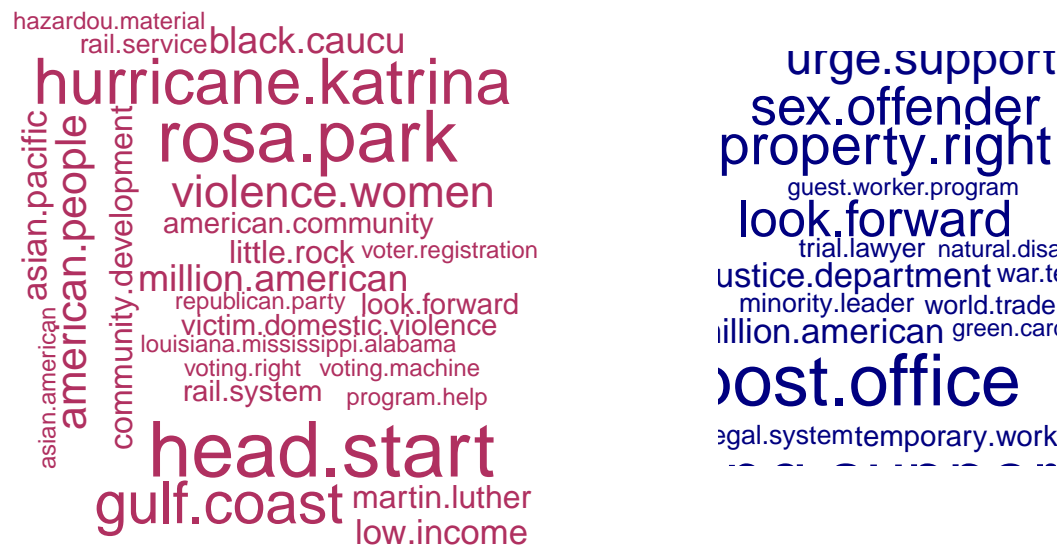 hazardou.material
rail.service
black.caucu
hurricane.katrina
rosa.park
asian.pacific
american.people
community.development
violence.women
american.community
little.rock
voter.registration
million.american
republican.party
look.forward
victim.domestic.violence
louisiana.mississippi.alabama
asian.american
voting.right
voting.machine
rail.system
program.help
head.start
gulf.coast
martin.luther
low.income
urge.support
sex.offender
property.right
guest.worker.program
look.forward
trial.lawyer
natural.disa
ustice.department
war.te
minority.leader
world.trade
illion.american
green.card
post.office
egal.system
temporary.work